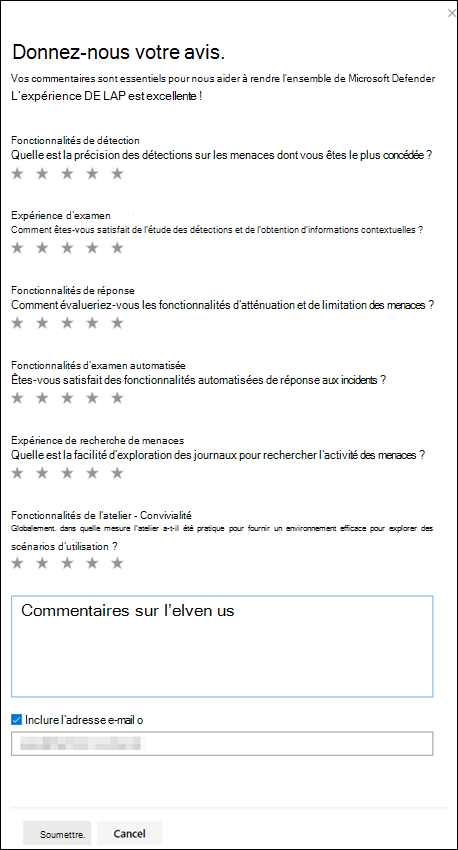 Donnez-nous votre avis.
Vos commentaires sont essentiels pour nous aider à rendre l'ensemble de Microsoft Defender
L'expérience DE LAP est excellente !
Fonctionnalités de détection
Quelle est la précision des détections sur les menaces dont vous êtes le plus concédée ?
Expérience d'examen
Comment êtes-vous satisfait de l'étude des détections et de l'obtention d'informations contextuelles ?
Fonctionnalités de réponse
Comment évalueriez-vous les fonctionnalités d'atténuation et de limitation des menaces ?
Fonctionnalités d'examen automatisée
Êtes-vous satisfait des fonctionnalités automatisées de réponse aux incidents ?
Expérience de recherche de menaces
Quelle est la facilité d'exploration des journaux pour rechercher l'activité des menaces ?
Fonctionnalités de l'atelier - Convivialité
Globalement. dans quelle mesure l'atelier a-t-il été pratique pour fournir un environnement efficace pour explorer des
scénarios d'utilisation ?
Commentaires sur l'elven us
Inclure l'adresse e-mail o
Soumettre. Cancel